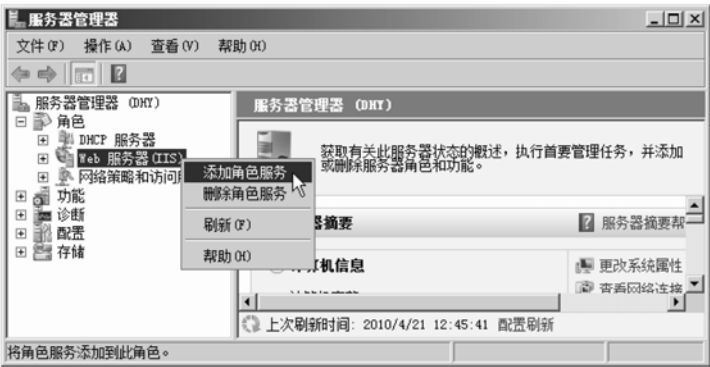 服务器管理器
文件(F) 操作(A) 查看(V) 帮助(H)
服务器管理器 (DHY)
角色
DHCP 服务器
Web 服务器(IIS)
网络策略和访问
功能
诊断
配置
存储
添加角色服务
删除角色服务
刷新(F)
帮助(H)
服务器管理器 (DHY)
获取有关此服务器状态的概述，执行首要管理任务，并添加
或删除服务器角色和功能。
器摘要
服务器摘要帮
机信息
更改系统属性
查看网络连接
上次刷新时间: 2010/4/21 12:45:41 配置刷新
将角色服务添加到此角色。